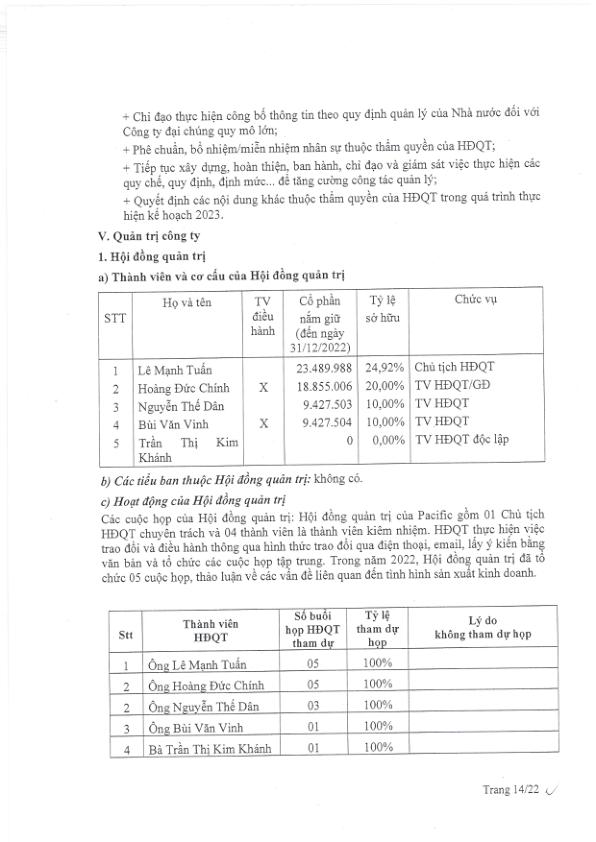 + Chỉ đạo thực hiện công bố thông tin theo quy định quản lý của Nhà nước đối với
Công ty đại chúng quy mô lớn;
+ Phê chuẩn, bổ nhiệm/miễn nhiệm nhân sự thuộc thẩm quyền của HĐQT;
+ Tiếp tục xây dựng, hoàn thiện, ban hành, chỉ đạo và giám sát việc thực hiện các
quy chế, quy định, định mức... để tăng cường công tác quản lý;
+ Quyết định các nội dung khác thuộc thẩm quyền của HĐQT trong quá trình thực
hiện kế hoạch 2023.
V. Quản trị công ty
1. Hội đồng quản trị
a) Thành viên và cơ cấu của Hội đồng quản trị
STT Họ và tên TV điều hành Cổ phần nắm giữ (đến ngày 31/12/2022) Tỷ lệ sở hữu Chức vụ
1 Lê Mạnh Tuấn 23.489.988 24,92% Chủ tịch HĐQT
2 Hoàng Đức Chính X 18.855.006 20,00% TV HĐQT/GĐ
3 Nguyễn Thế Dân 9.427.503 10,00% TV HĐQT
4 Bùi Văn Vinh X 9.427.504 10,00% TV HĐQT
5 Trần Thị Kim Khánh 0 0,00% TV HĐQT độc lập
b) Các tiểu ban thuộc Hội đồng quản trị: không có.
c) Hoạt động của Hội đồng quản trị
Các cuộc họp của Hội đồng quản trị: Hội đồng quản trị của Pacific gồm 01 Chủ tịch
HĐQT chuyên trách và 04 thành viên là thành viên kiêm nhiệm. HĐQT thực hiện việc
trao đổi và điều hành thông qua hình thức trao đổi qua điện thoại, email, lấy ý kiến bằng
văn bản và tổ chức các cuộc họp tập trung. Trong năm 2022, Hội đồng quản trị đã tổ
chức 05 cuộc họp, thảo luận về các vấn đề liên quan đến tình hình sản xuất kinh doanh.
Stt Thành viên HĐQT Số buổi họp HĐQT tham dự Tỷ lệ tham dự họp Lý do không tham dự họp
1 Ông Lê Mạnh Tuấn 05 100%
2 Ông Hoàng Đức Chính 05 100%
2 Ông Nguyễn Thế Dân 03 100%
3 Ông Bùi Văn Vinh 01 100%
4 Bà Trần Thị Kim Khánh 01 100%
Trang 14/22